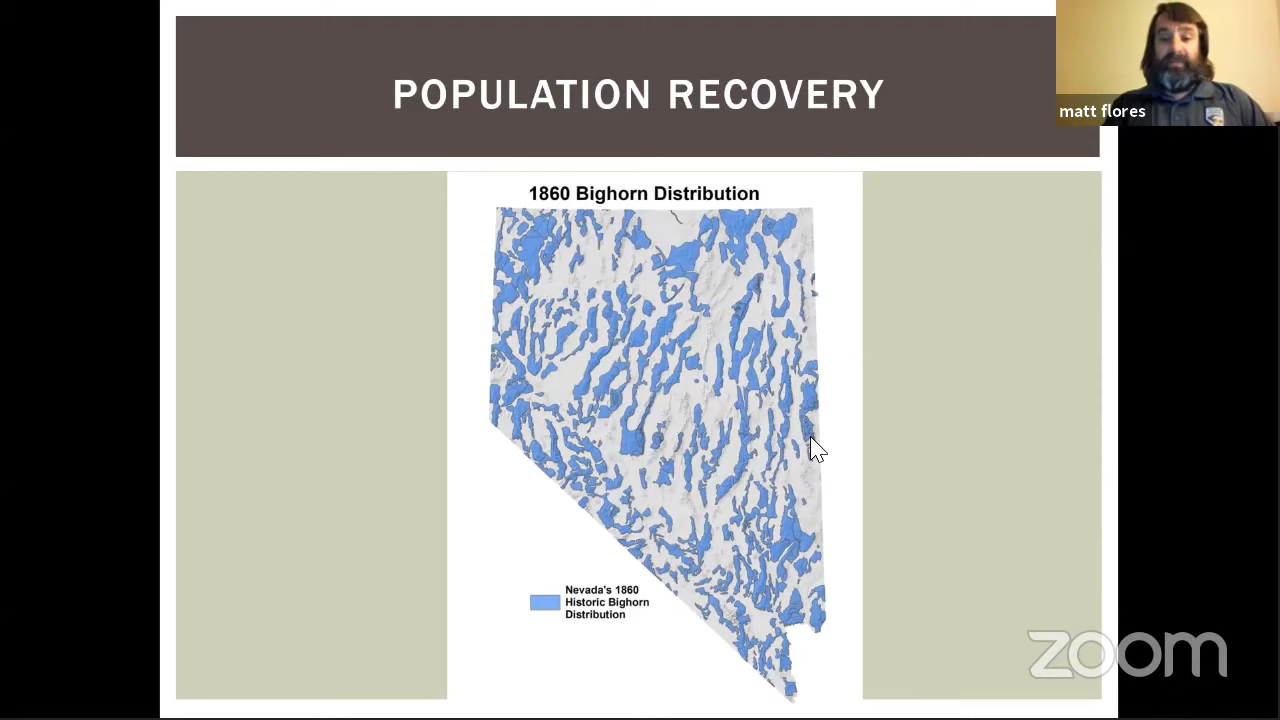 POPULATION RECOVERY
matt flores
1860 Bighorn Distribution
Nevada's 1860
Historic Bighorn
Distribution
zoom